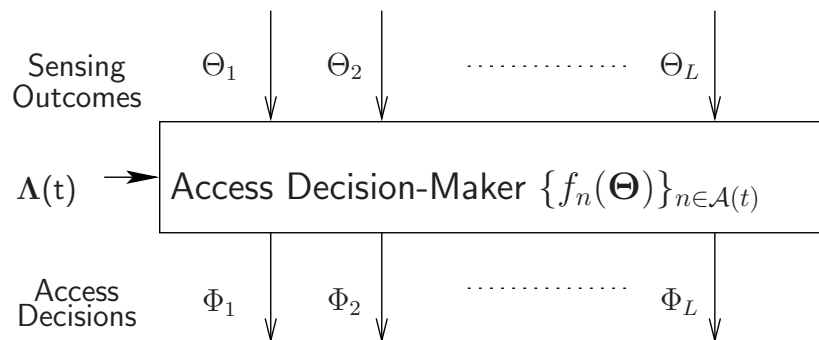 Sensing Outcomes
Θ₁ Θ₂ .................. Θ_L
Λ(t)
Access Decision-Maker {f_n(Θ)}_{n∈𝒜(t)}
Access Decisions
Φ₁ Φ₂ .................. Φ_L